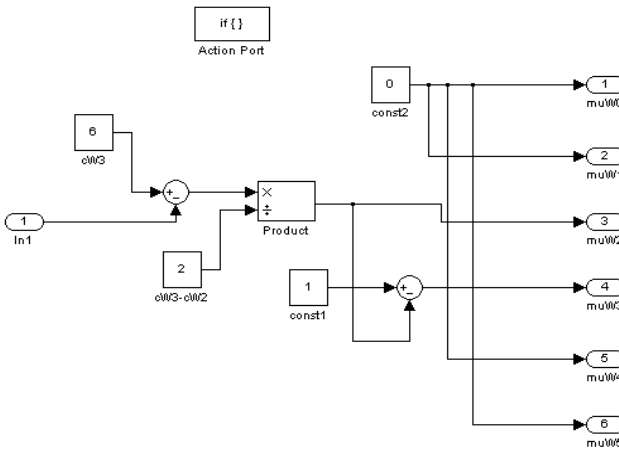 if { }
Action Port
0
const2
1
muW0
6
cW3
+
-
2
muW1
×
÷
Product
1
In1
3
muW2
2
cW3-cW2
1
const1
+
-
4
muW3
5
muW4
6
muW5